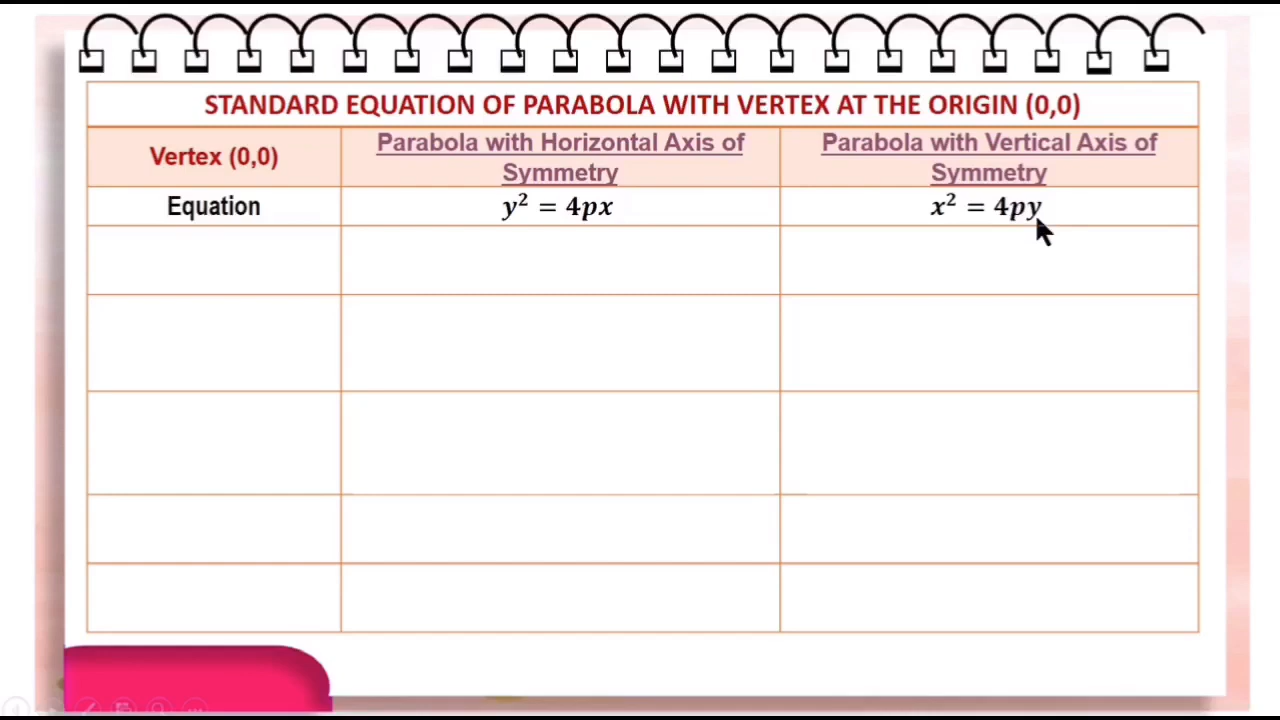 STANDARD EQUATION OF PARABOLA WITH VERTEX AT THE ORIGIN (0,0)
Vertex (0,0)
Parabola with Horizontal Axis of
Symmetry
Parabola with Vertical Axis of
Symmetry
Equation
y² = 4px
x² = 4py